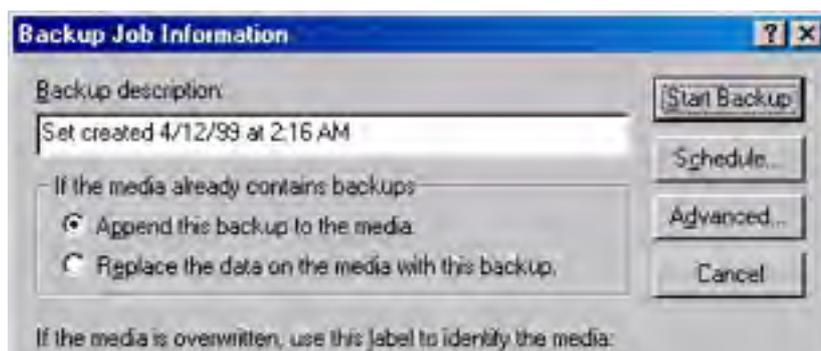 Backup Job Information
Backup description:
Set created 4/12/99 at 2:16 AM
Start Backup
Schedule...
If the media already contains backups
Append this backup to the media.
Advanced...
Replace the data on the media with this backup.
Cancel
If the media is overwritten, use this label to identify the media: